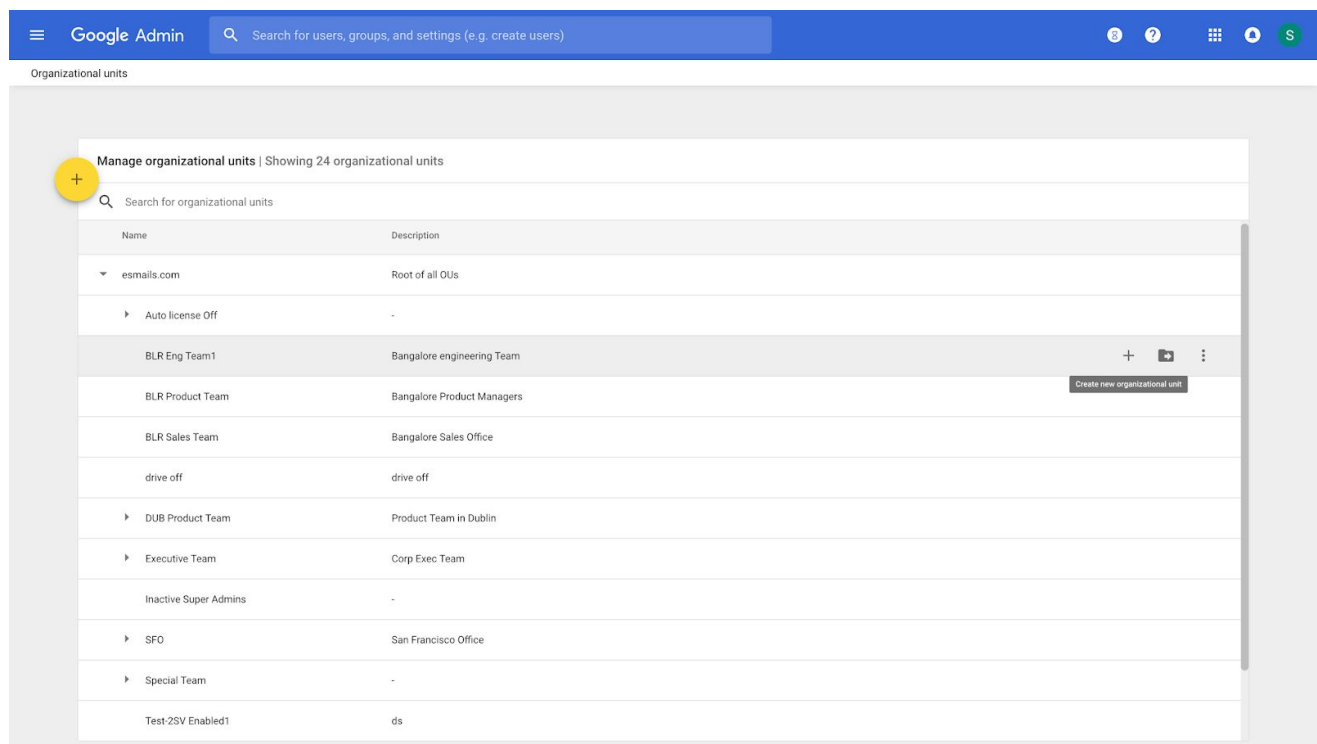 Google Admin Search for users, groups, and settings (e.g. create users) S
Organizational units
Manage organizational units | Showing 24 organizational units
Search for organizational units
Name Description
esmails.com Root of all OUs
Auto license Off -
BLR Eng Team1 Bangalore engineering Team
Create new organizational unit
BLR Product Team Bangalore Product Managers
BLR Sales Team Bangalore Sales Office
drive off drive off
DUB Product Team Product Team in Dublin
Executive Team Corp Exec Team
Inactive Super Admins -
SFO San Francisco Office
Special Team -
Test-2SV Enabled1 ds